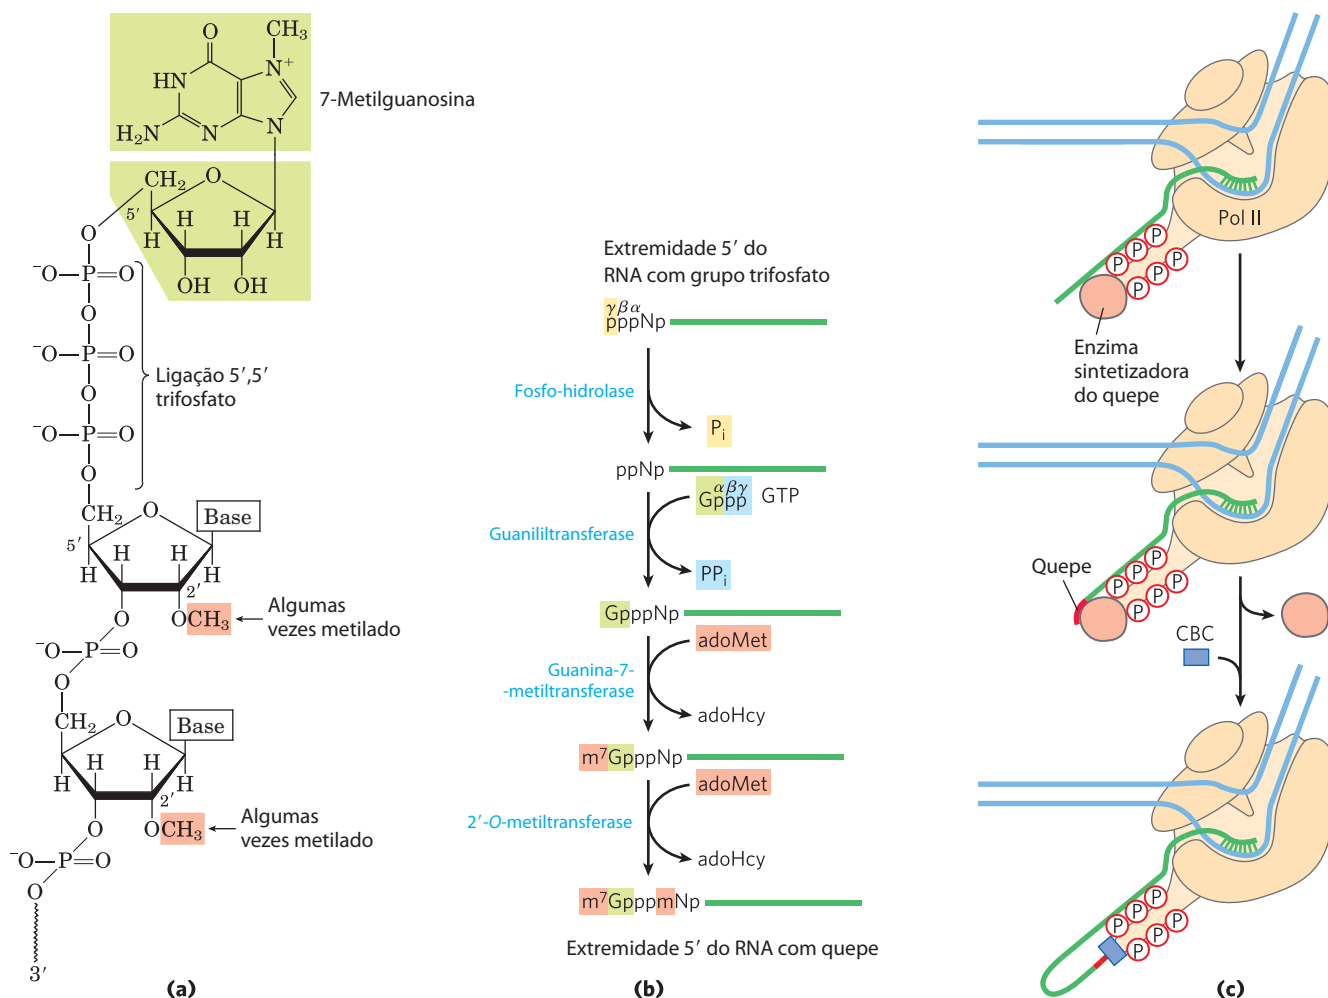 O
CH₃
N⁺
HN
7-Metilguanosina
H₂N
N
N
CH₂
O
5′
H
H
H
H
O
OH
OH
⁻O—P=O
O
⁻O—P=O
Ligação 5′,5′
trifosfato
O
⁻O—P=O
O
CH₂
O
Base
5′
H
H
H
H
2′
O
OCH₃
Algumas
vezes metilado
⁻O—P=O
O
CH₂
O
Base
H
H
H
H
2′
O
OCH₃
Algumas
vezes metilado
⁻O—P=O
O
3′
(a)
Extremidade 5′ do
RNA com grupo trifosfato
γβα
pppNp
Fosfo-hidrolase
Pᵢ
ppNp
αβγ
Gppp
GTP
Guanililtransferase
PPᵢ
GpppNp
adoMet
Guanina-7-
-metiltransferase
adoHcy
m⁷GpppNp
adoMet
2′-O-metiltransferase
adoHcy
m⁷GpppmNp
Extremidade 5′ do RNA com quepe
(b)
Pol II
P
P
P
P
P
P
Enzima
sintetizadora
do quepe
P
P
P
P
P
P
Quepe
CBC
P
P
P
P
P
P
(c)